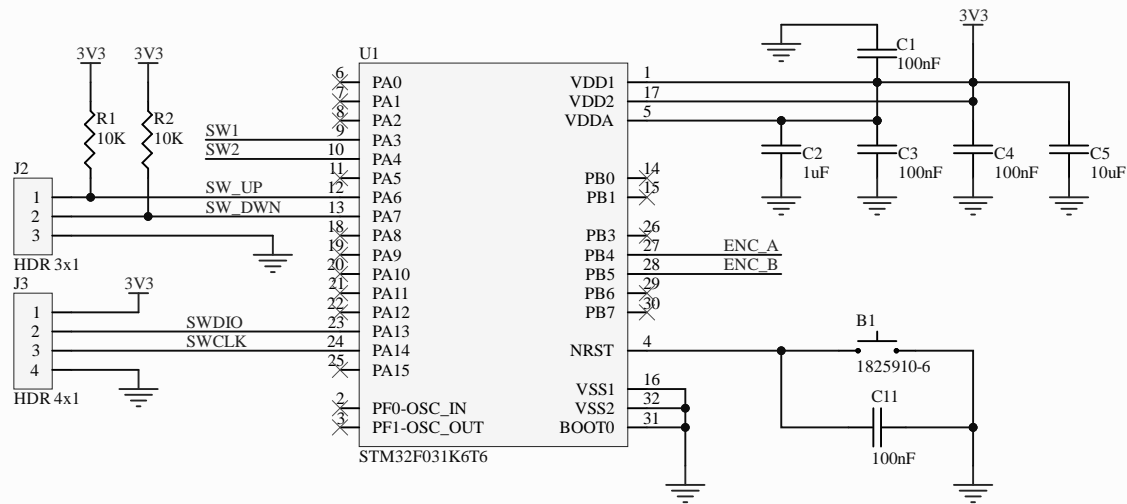 3V3
3V3
R1
10K
R2
10K
J2
1
2
3
HDR 3x1
J3
1
2
3
4
HDR 4x1
3V3
SW1
SW2
SW_UP
SW_DWN
SWDIO
SWCLK
U1
6 PA0
7 PA1
8 PA2
9 PA3
10 PA4
11 PA5
12 PA6
13 PA7
18 PA8
19 PA9
20 PA10
21 PA11
22 PA12
23 PA13
24 PA14
25 PA15
2 PF0-OSC_IN
3 PF1-OSC_OUT
VDD1 1
VDD2 17
VDDA 5
PB0 14
PB1 15
PB3 26
PB4 27
PB5 28
PB6 29
PB7 30
NRST 4
VSS1 16
VSS2 32
BOOT0 31
STM32F031K6T6
ENC_A
ENC_B
3V3
C1
100nF
C2
1uF
C3
100nF
C4
100nF
C5
10uF
B1
1825910-6
C11
100nF